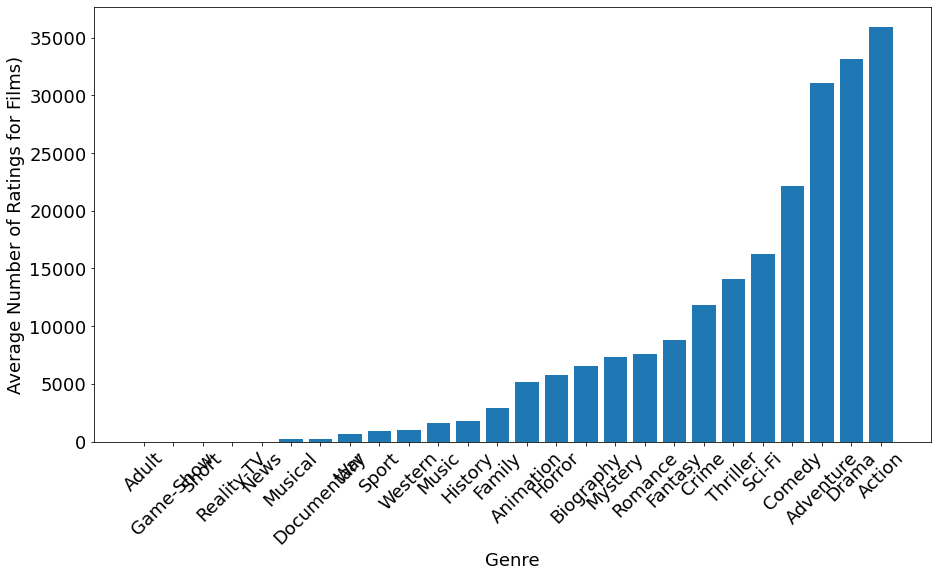 Average Number of Ratings for Films)
35000
30000
25000
20000
15000
10000
5000
0
Adult
Game-Show
Short
Reality-TV
News
Musical
Documentary
War
Sport
Western
Music
History
Family
Animation
Horror
Biography
Mystery
Romance
Fantasy
Crime
Thriller
Sci-Fi
Comedy
Adventure
Drama
Action
Genre